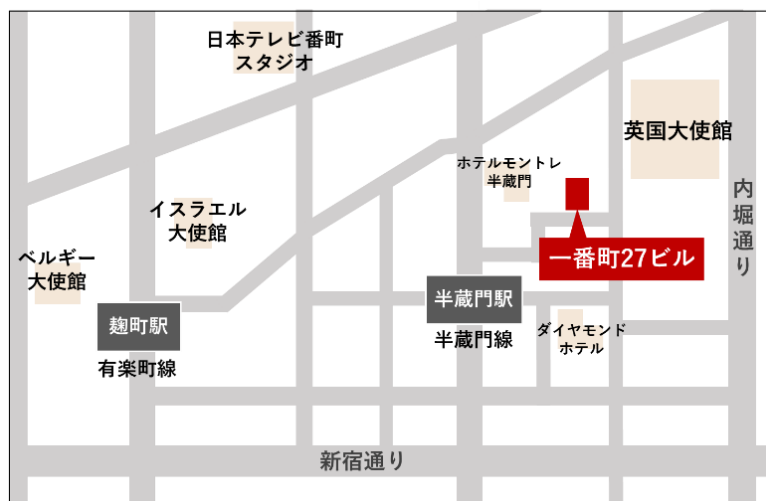 日本テレビ番町
スタジオ
英国大使館
ホテルモントレ
半蔵門
内堀通り
イスラエル
大使館
ベルギー
大使館
一番町27ビル
半蔵門駅
半蔵門線
麹町駅
有楽町線
ダイヤモンド
ホテル
新宿通り